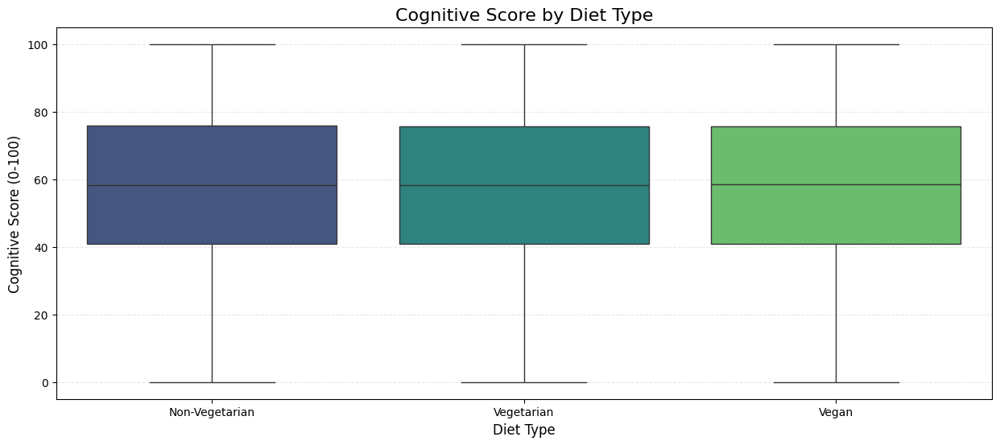 Cognitive Score by Diet Type
Cognitive Score (0-100)
100
80
60
40
20
0
Non-Vegetarian
Vegetarian
Vegan
Diet Type